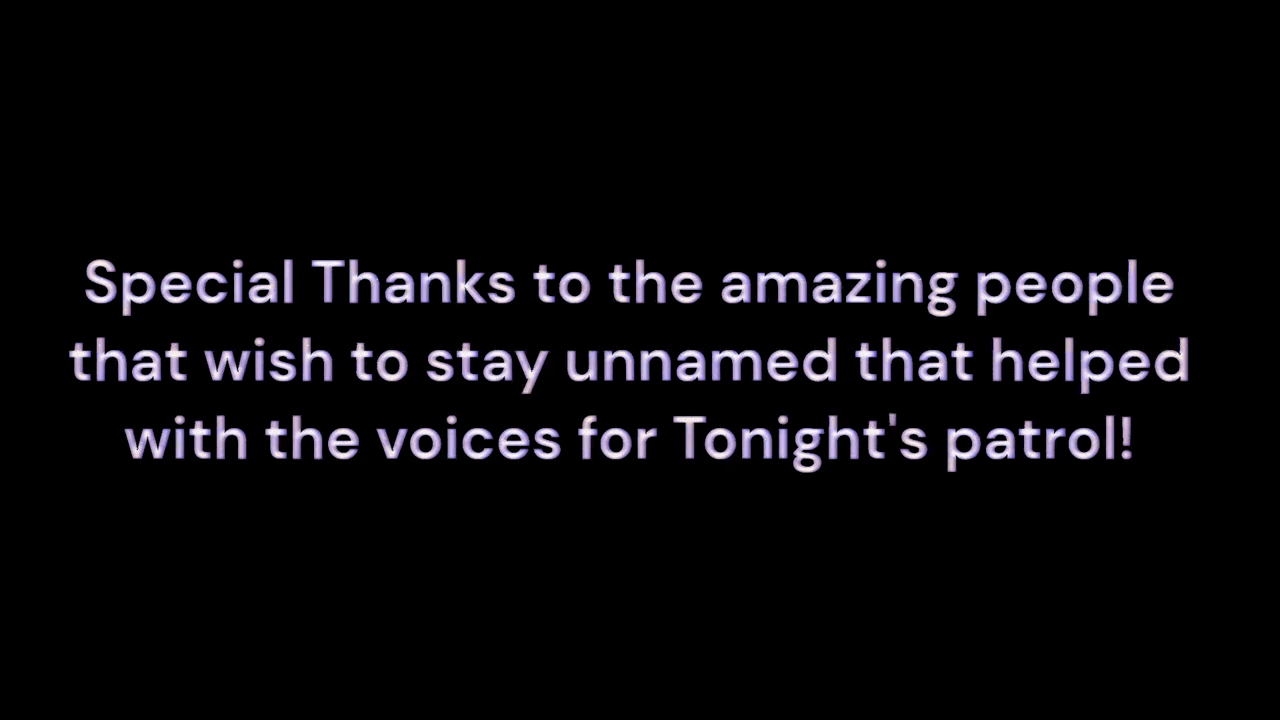 Special Thanks to the amazing people
that wish to stay unnamed that helped
with the voices for Tonight's patrol!